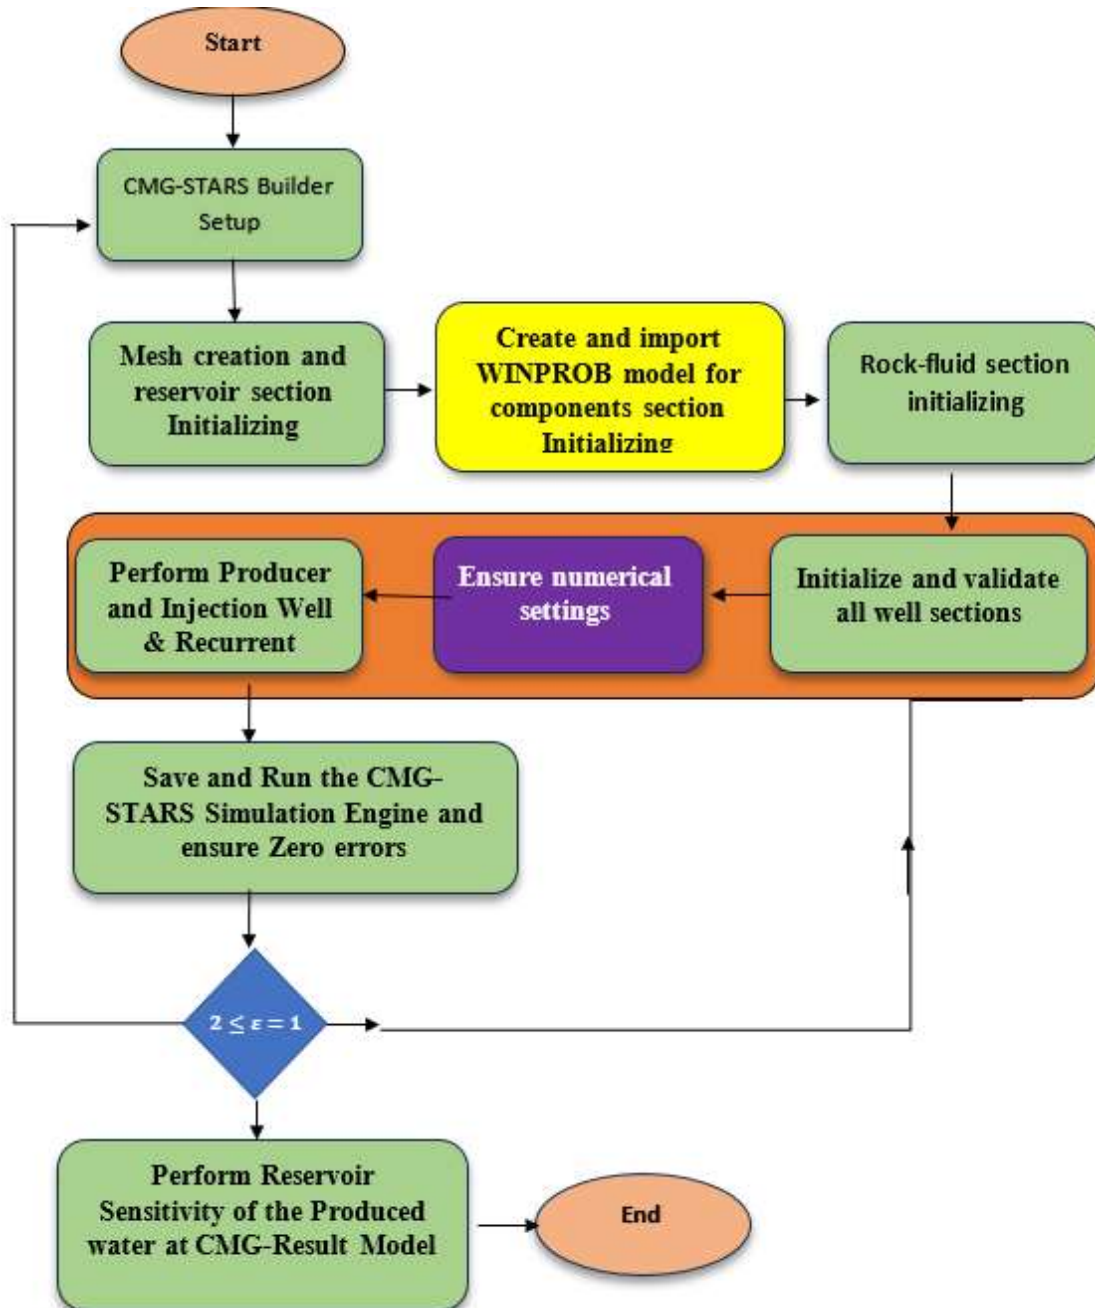 Start
CMG-STARS Builder
Setup
Mesh creation and
reservoir section
Initializing
Create and import
WINPROB model for
components section
Initializing
Rock-fluid section
initializing
Initialize and validate
all well sections
Ensure numerical
settings
Perform Producer
and Injection Well
& Recurrent
Save and Run the CMG-
STARS Simulation Engine and
ensure Zero errors
2 ≤ ε = 1
Perform Reservoir
Sensitivity of the Produced
water at CMG-Result Model
End